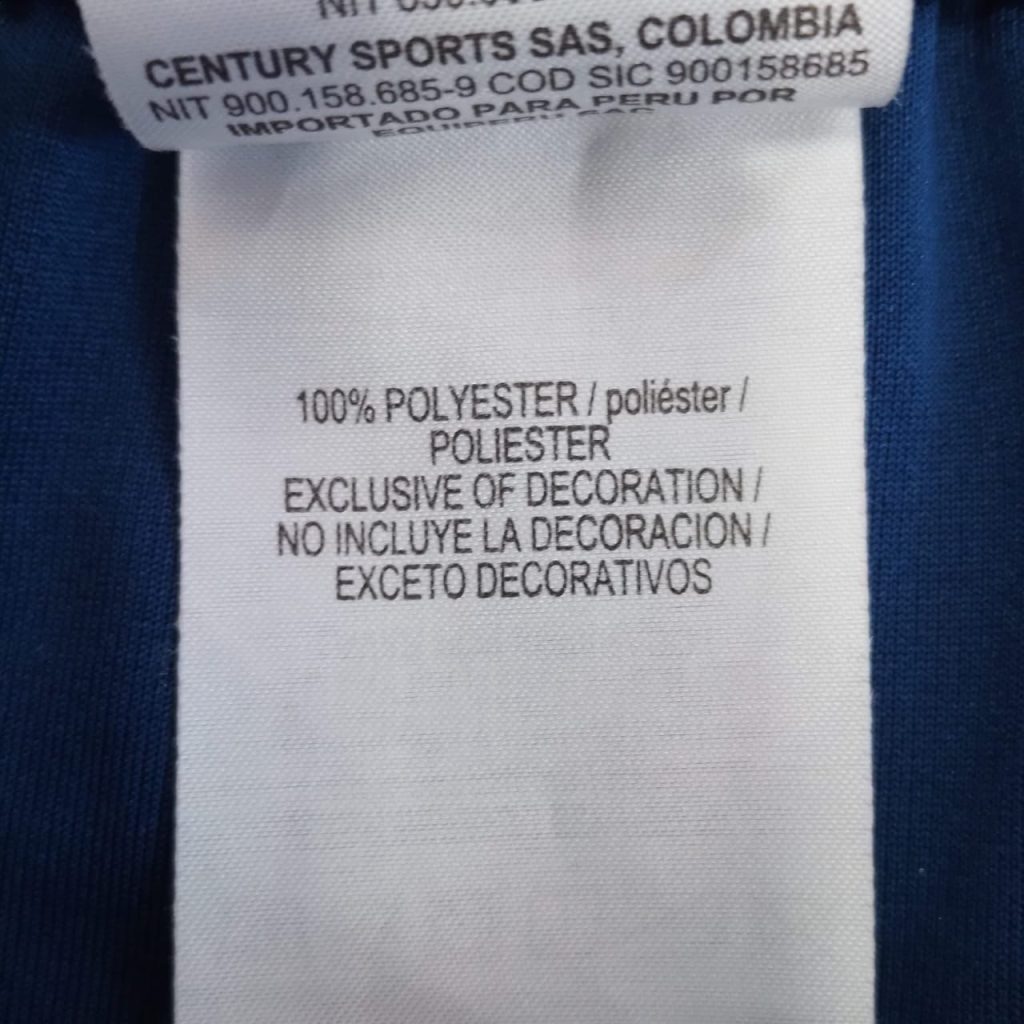 CENTURY SPORTS SAS, COLOMBIA
NIT 900.158.685-9 COD SIC 900158685
IMPORTADO PARA PERU POR
100% POLYESTER / poliéster /
POLIESTER
EXCLUSIVE OF DECORATION /
NO INCLUYE LA DECORACION /
EXCETO DECORATIVOS